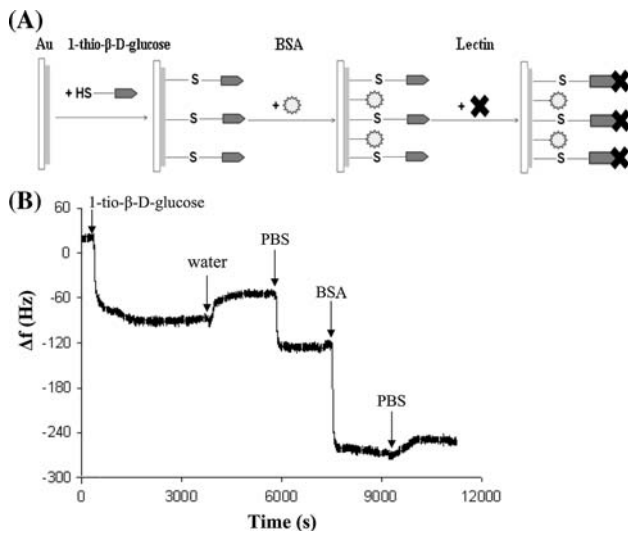 (A)
Au 1-thio-β-D-glucose BSA Lectin
+ HS + +
S S S
S S S
S S S
(B)
60
1-tio-β-D-glucose
0
water PBS
-60
BSA
-120
Δf (Hz)
-180
PBS
-240
-300
0 3000 6000 9000 12000
Time (s)